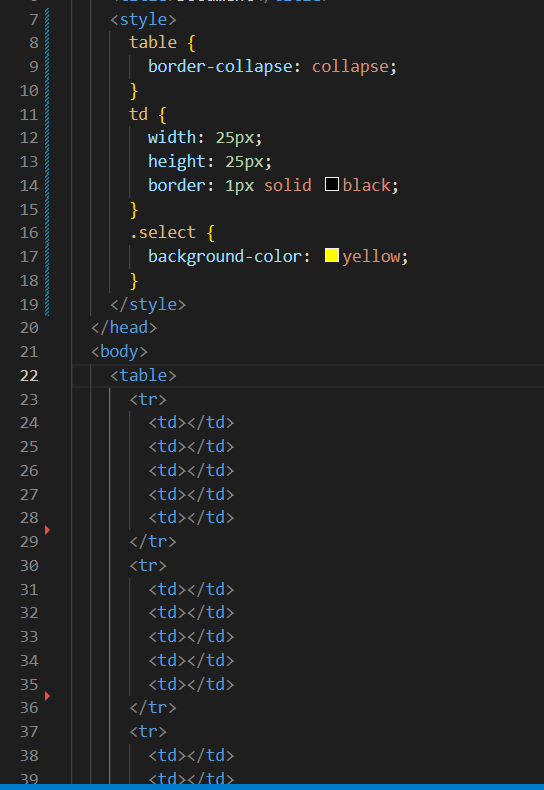 7 <style>
8 table {
9 border-collapse: collapse;
10 }
11 td {
12 width: 25px;
13 height: 25px;
14 border: 1px solid black;
15 }
16 .select {
17 background-color: yellow;
18 }
19 </style>
20 </head>
21 <body>
22 <table>
23 <tr>
24 <td></td>
25 <td></td>
26 <td></td>
27 <td></td>
28 <td></td>
29 </tr>
30 <tr>
31 <td></td>
32 <td></td>
33 <td></td>
34 <td></td>
35 <td></td>
36 </tr>
37 <tr>
38 <td></td>
39 <td></td>